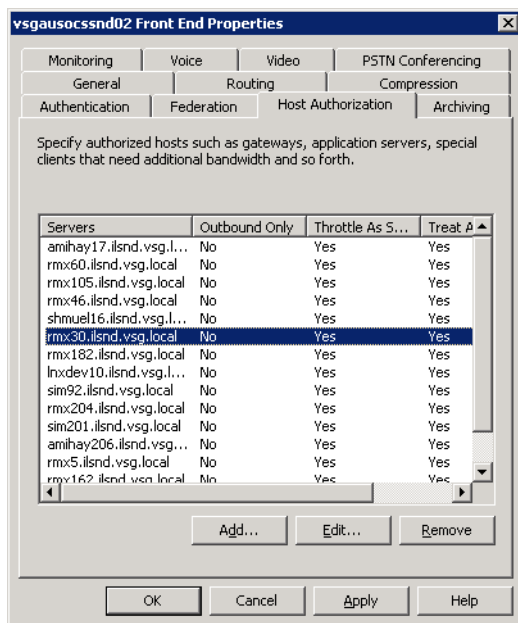 vsgausocssnd02 Front End Properties
Monitoring Voice Video PSTN Conferencing
General Routing Compression
Authentication Federation Host Authorization Archiving
Specify authorized hosts such as gateways, application servers, special
clients that need additional bandwidth and so forth.
Servers Outbound Only Throttle As S... Treat A
amihay17.ilsnd.vsg.l... No Yes Yes
rmx60.ilsnd.vsg.local No Yes Yes
rmx105.ilsnd.vsg.local No Yes Yes
rmx46.ilsnd.vsg.local No Yes Yes
shmuel16.ilsnd.vsg.l... No Yes Yes
rmx30.ilsnd.vsg.local No Yes Yes
rmx182.ilsnd.vsg.local No Yes Yes
lnxdev10.ilsnd.vsg.l... No Yes Yes
sim92.ilsnd.vsg.local No Yes Yes
rmx204.ilsnd.vsg.local No Yes Yes
sim201.ilsnd.vsg.local No Yes Yes
amihay206.ilsnd.vsg... No Yes Yes
rmx5.ilsnd.vsg.local No Yes Yes
rmx162.ilsnd.vsg.local No Yes Yes
Add... Edit... Remove
OK Cancel Apply Help